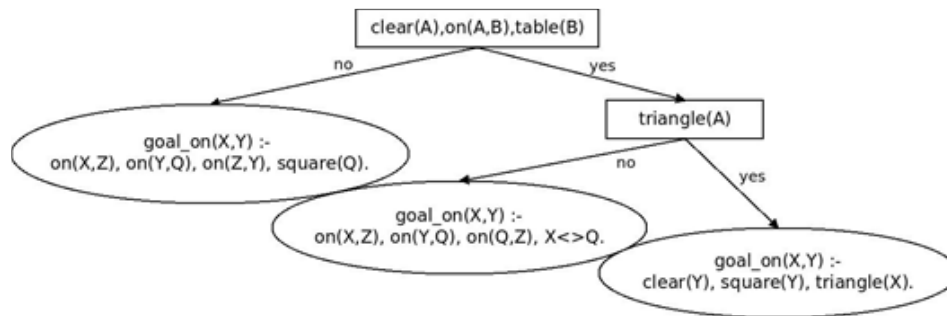 clear(A),on(A,B),table(B)
no
yes
triangle(A)
goal_on(X,Y) :-
on(X,Z), on(Y,Q), on(Z,Y), square(Q).
no
yes
goal_on(X,Y) :-
on(X,Z), on(Y,Q), on(Q,Z), X<>Q.
goal_on(X,Y) :-
clear(Y), square(Y), triangle(X).